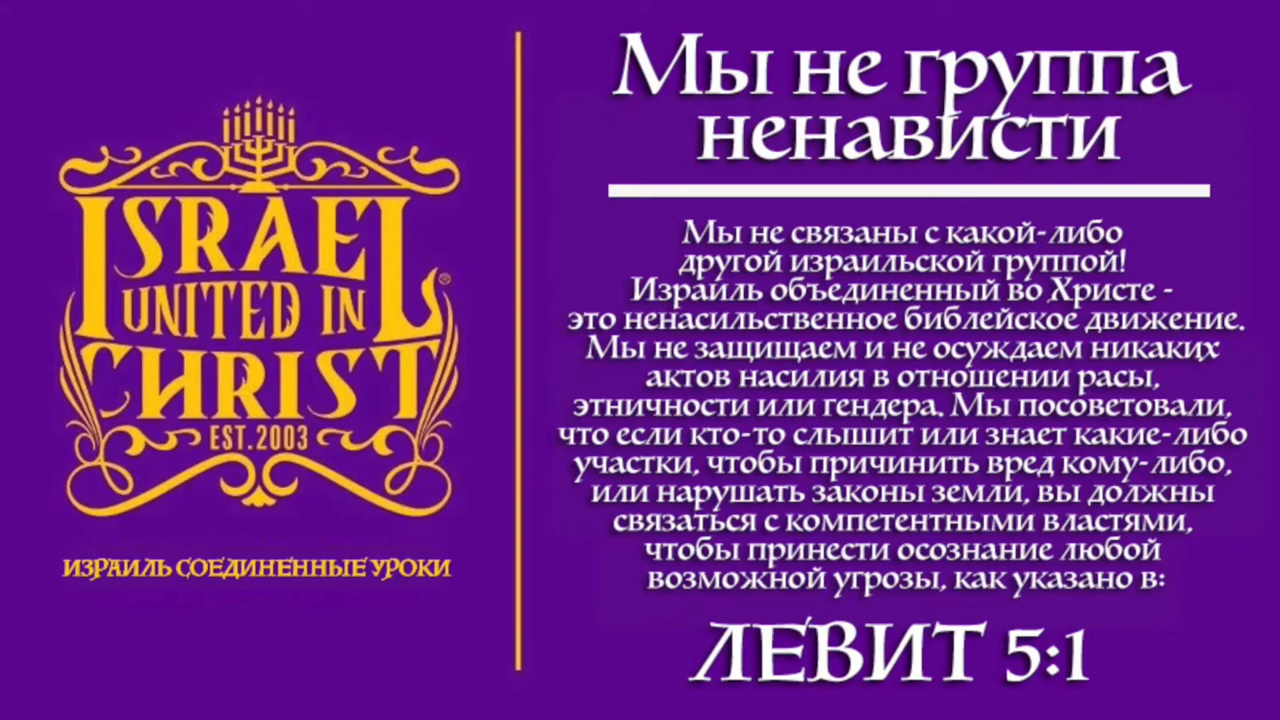 ISRAEL
UNITED IN
CHRIST
®
EST. 2003
ИЗРАИЛЬ СОЕДИНЕННЫЕ УРОКИ
Мы не группа
ненависти
Мы не связаны с какой-либо
другой израильской группой!
Израиль объединенный во Христе -
это ненасильственное библейское движение.
Мы не защищаем и не осуждаем никаких
актов насилия в отношении расы,
этничности или гендера. Мы посоветовали,
что если кто-то слышит или знает какие-либо
участки, чтобы причинить вред кому-либо,
или нарушать законы земли, вы должны
связаться с компетентными властями,
чтобы принести осознание любой
возможной угрозы, как указано в:
ЛЕВИТ 5:1